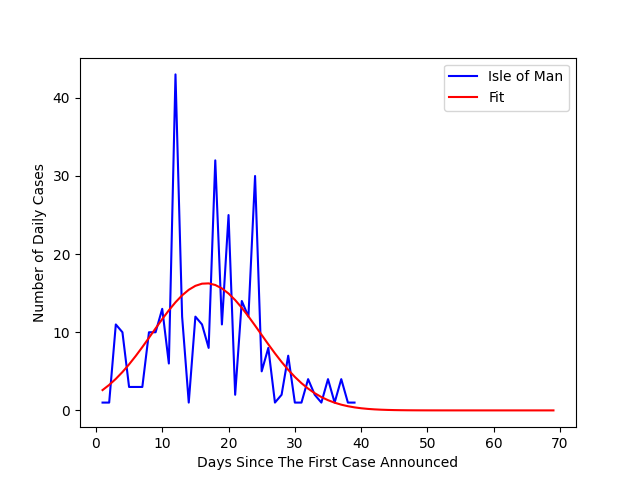 Isle of Man
Fit
40
30
20
10
0
Number of Daily Cases
0 10 20 30 40 50 60 70
Days Since The First Case Announced